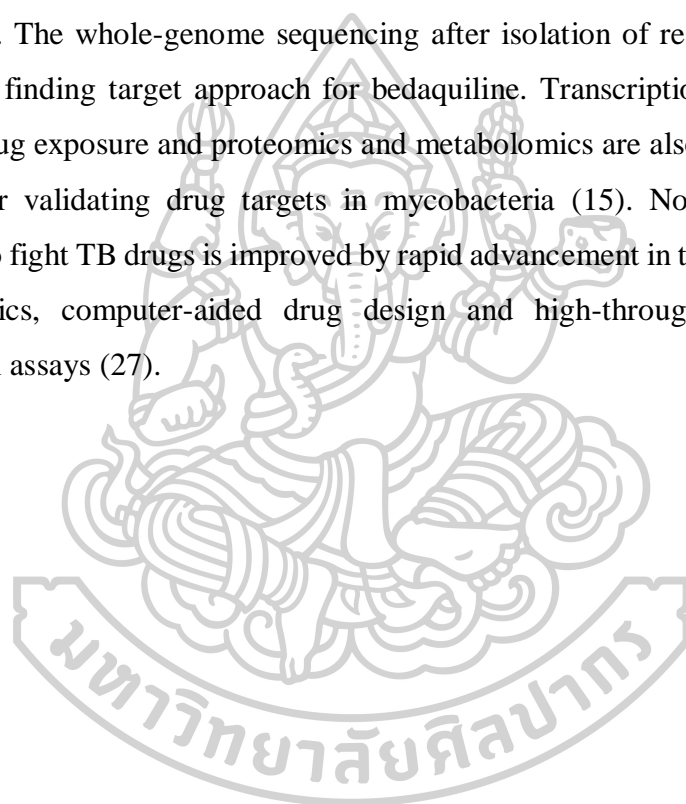 . The whole-genome sequencing after isolation of re
finding target approach for bedaquiline. Transcriptio
ug exposure and proteomics and metabolomics are also
r validating drug targets in mycobacteria (15). No
o fight TB drugs is improved by rapid advancement in t
ics, computer-aided drug design and high-throug
assays (27).
มหาวิทยาลัยศิลปากร